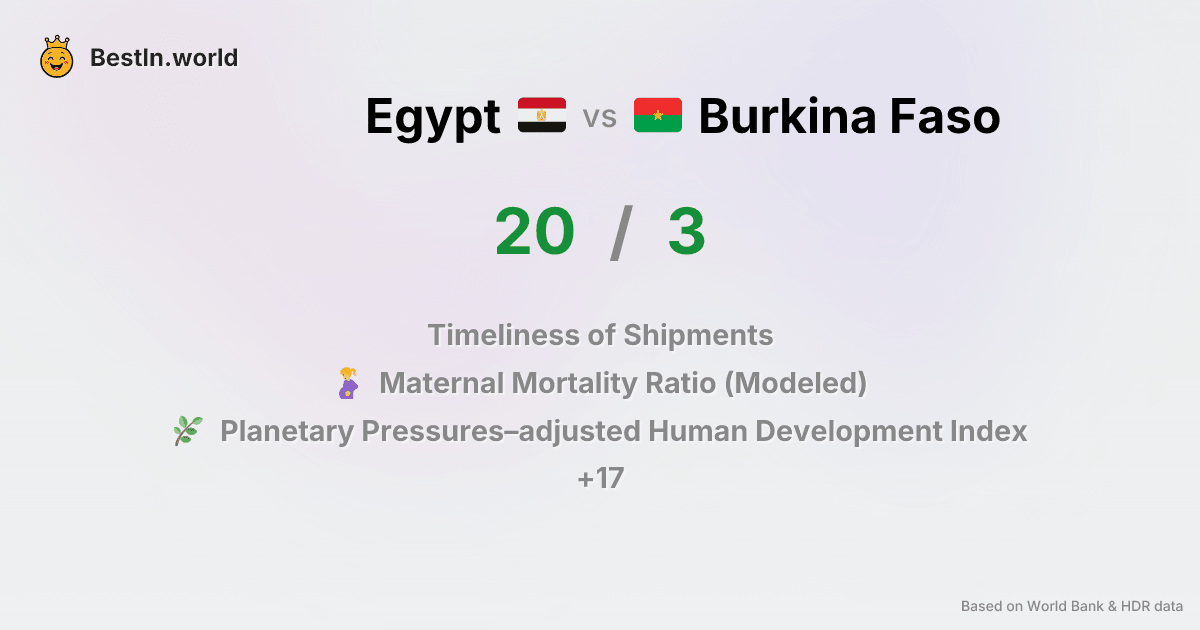 BestIn.world
Egypt vs Burkina Faso
20 / 3
Timeliness of Shipments
Maternal Mortality Ratio (Modeled)
Planetary Pressures–adjusted Human Development Index
+17
Based on World Bank & HDR data